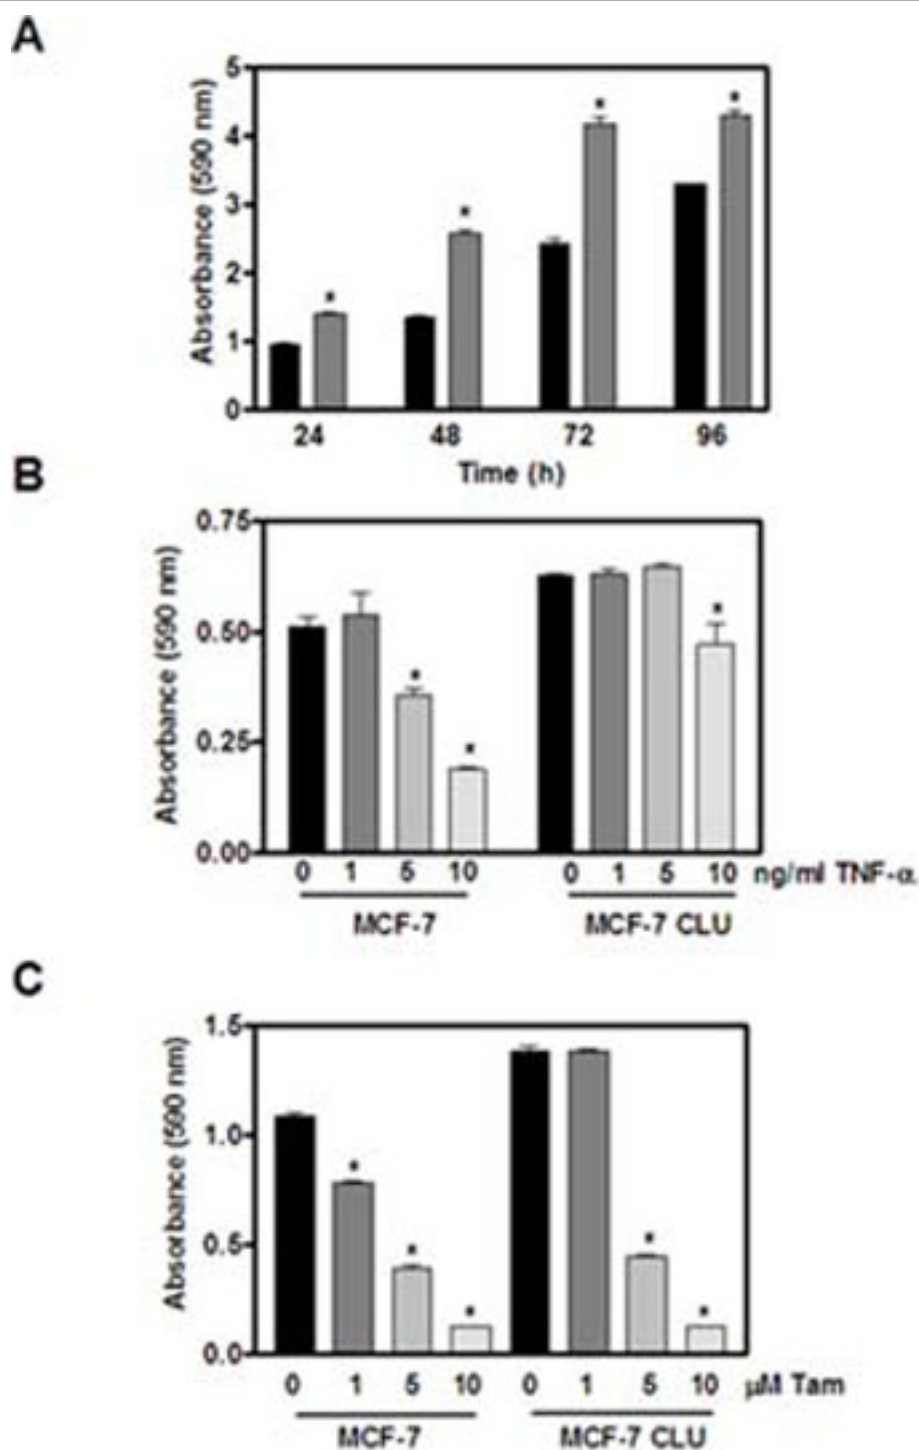 A
Absorbance (590 nm)
5
4
3
2
1
0
* * * *
24 48 72 96
Time (h)
B
Absorbance (590 nm)
0.75
0.50
0.25
0.00
* * *
0 1 5 10 0 1 5 10 ng/ml TNF-α.
MCF-7 MCF-7 CLU
C
Absorbance (590 nm)
1.5
1.0
0.5
0.0
* * * * *
0 1 5 10 0 1 5 10 µM Tam
MCF-7 MCF-7 CLU